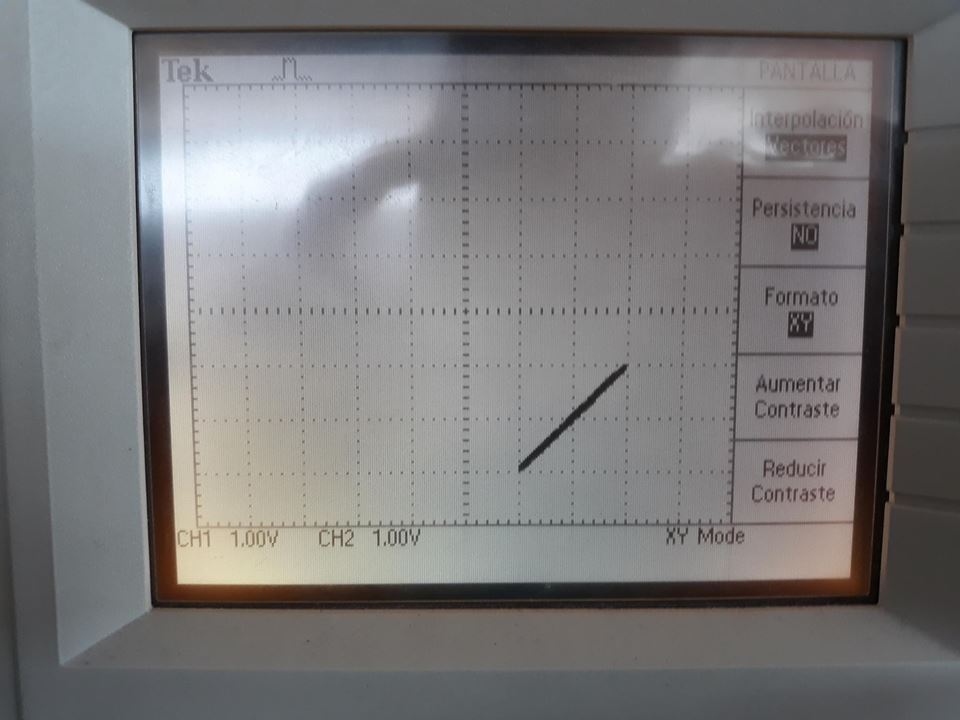 Tek
PANTALLA
Interpolación
Vectores
Persistencia
NO
Formato
XY
Aumentar
Contraste
Reducir
Contraste
CH1 1.00V CH2 1.00V XY Mode